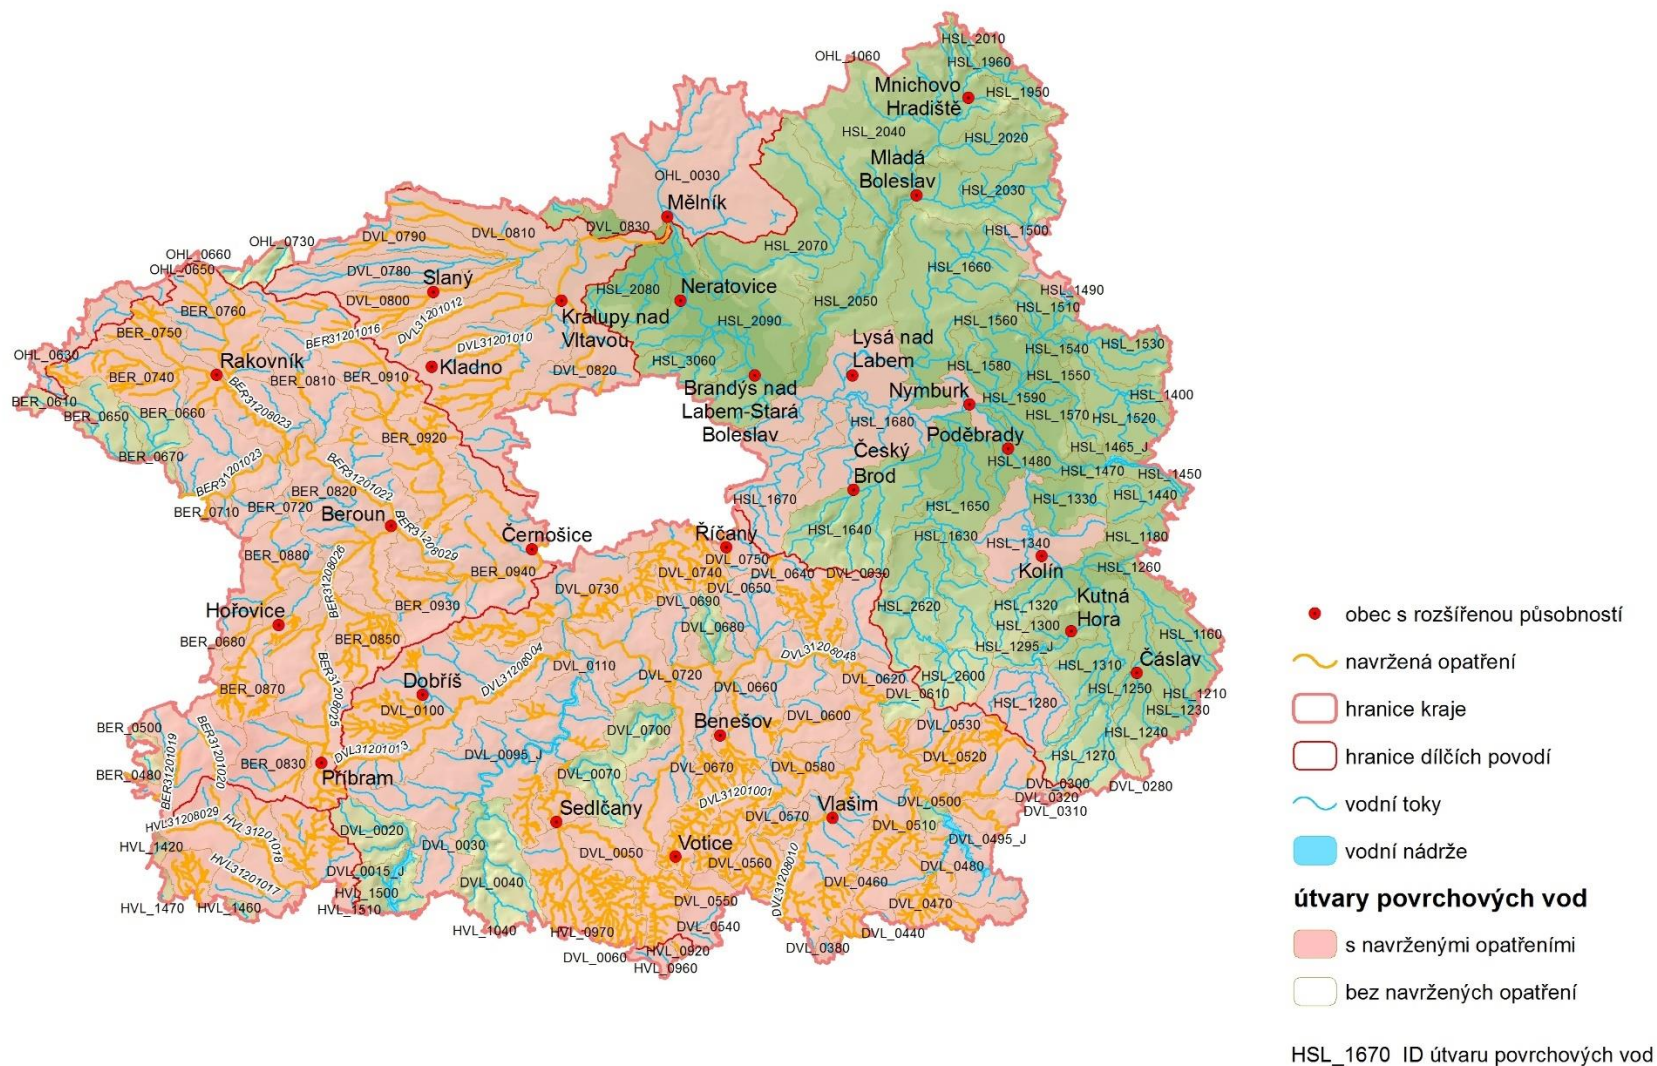 HSL_2010
OHL_1060
HSL_1960
Mnichovo
Hradiště
HSL_1950
HSL_2040
HSL_2020
Mladá
Boleslav
OHL_0030
HSL_2030
Mělník
DVL_0830
DVL_0790
DVL_0810
HSL_1500
OHL_0730
HSL_2070
OHL_0660
OHL_0650
DVL_0780
HSL_1660
Slaný
HSL_2080
Neratovice
HSL_1490
DVL_0800
HSL_2050
HSL_1510
BER_0760
Kralupy nad
Vltavou
DVL31201012
HSL_2090
HSL_1560
BER_0750
BER31201016
DVL31201010
Lysá nad
Labem
HSL_1540
HSL_1530
OHL_0630
HSL_3060
Rakovník
Kladno
DVL_0820
HSL_1580
HSL_1550
BER_0740
BER_0810
BER_0910
Brandýs nad
Labem-Stará
Boleslav
Nymburk
HSL_1590
HSL_1400
BER_0610
BER_0650
BER_0660
BER31208023
HSL_1680
HSL_1570
HSL_1520
BER_0920
Poděbrady
BER_0670
Český
Brod
HSL_1465_J
HSL_1480
HSL_1470
HSL_1450
BER31201023
BER31201022
BER_0820
HSL_1670
HSL_1330
HSL_1440
BER_0710
BER_0720
Beroun
HSL_1650
BER31208029
HSL_1640
Černošice
Říčany
HSL_1630
HSL_1340
HSL_1180
BER_0880
DVL_0750
BER_0940
DVL_0740
DVL_0640
DVL_0030
Kolín
HSL_1260
BER31208026
DVL_0730
DVL_0650
DVL_0690
Kutná
Hora
Hořovice
BER_0930
HSL_2620
HSL_1320
DVL_0680
HSL_1300
BER_0680
BER_0850
HSL_1160
HSL_1295_J
DVL31208048
DVL31208004
DVL_0110
HSL_1310
Čáslav
Dobříš
DVL_0720
DVL_0620
HSL_2600
BER_0870
BER31208025
DVL_0660
DVL_0610
HSL_1250
HSL_1210
DVL_0100
HSL_1280
HSL_1230
BER_0500
BER31201019
BER31201020
Benešov
DVL_0600
DVL_0530
DVL_0700
HSL_1240
DVL31201013
DVL_0095_J
DVL_0520
HSL_1270
BER_0480
BER_0830
Příbram
DVL_0070
DVL_0670
DVL_0580
DVL_0300
DVL_0280
DVL31201001
DVL_0320
DVL_0310
Sedlčany
Vlašim
DVL_0500
HVL31208029
HVL31201018
DVL_0570
DVL_0510
DVL_0020
DVL_0495_J
HVL_1420
DVL_0030
Votice
DVL_0050
DVL_0560
HVL31201017
DVL_0015_J
DVL_0480
DVL_0040
DVL31208010
DVL_0460
HVL_1500
DVL_0550
DVL_0470
HVL_1470
HVL_1460
HVL_1510
HVL_1040
HVL_0970
DVL_0540
DVL_0440
DVL_0380
HVL_0920
DVL_0060
HVL_0960
obec s rozšířenou působností
navržená opatření
hranice kraje
hranice dílčích povodí
vodní toky
vodní nádrže
útvary povrchových vod
s navrženými opatřeními
bez navržených opatření
HSL_1670 ID útvaru povrchových vod